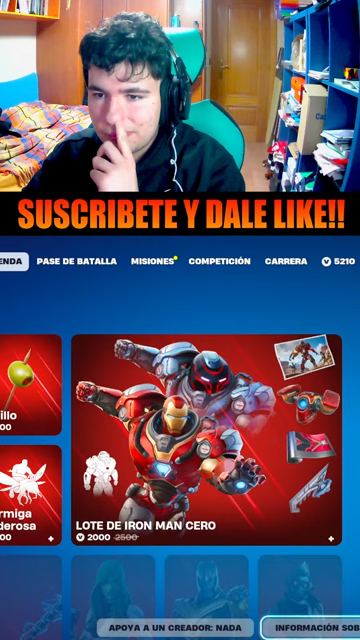 SUSCRIBETE Y DALE LIKE!!
ENDA PASE DE BATALLA MISIONES COMPETICIÓN CARRERA V 5210
illo
00
rmiga
derosa
00 +
LOTE DE IRON MAN CERO
V 2000 2500 +
APOYA A UN CREADOR: NADA
INFORMACIÓN SOB